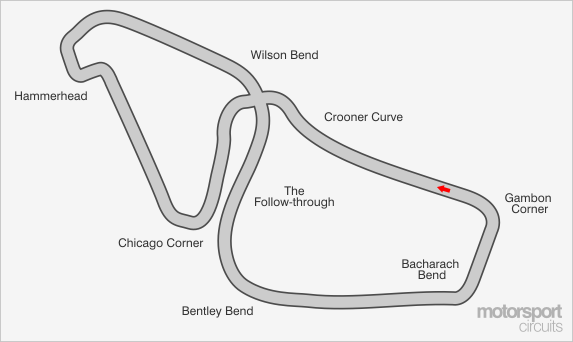 Wilson Bend
Hammerhead
Crooner Curve
The
Follow-through
Gambon
Corner
Chicago Corner
Bacharach
Bend
Bentley Bend
motorsport
circuits